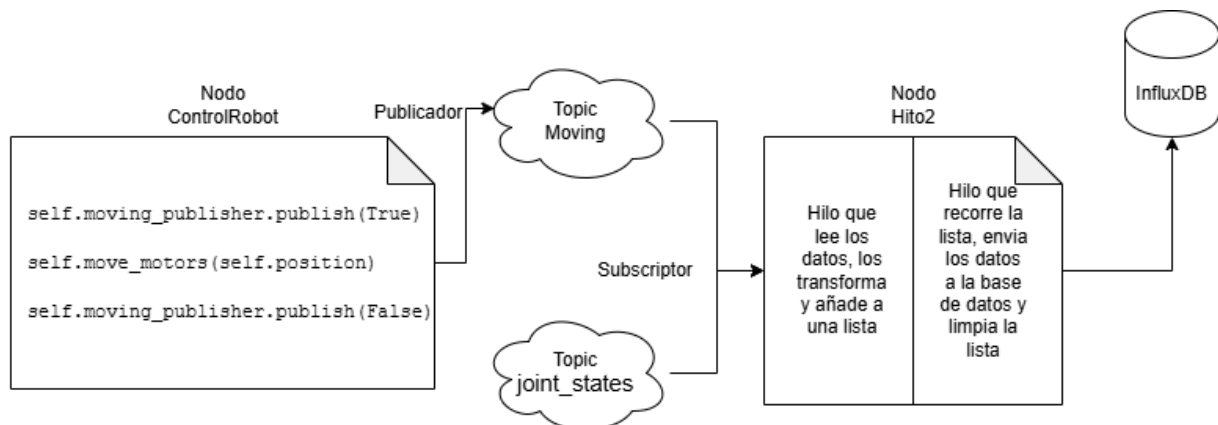 Nodo
ControlRobot
self.moving_publisher.publish(True)
self.move_motors(self.position)
self.moving_publisher.publish(False)
Publicador
Topic
Moving
Subscriptor
Topic
joint_states
Nodo
Hito2
Hilo que
lee los
datos, los
transforma
y añade a
una lista
Hilo que
recorre la
lista, envia
los datos
a la base
de datos y
limpia la
lista
InfluxDB